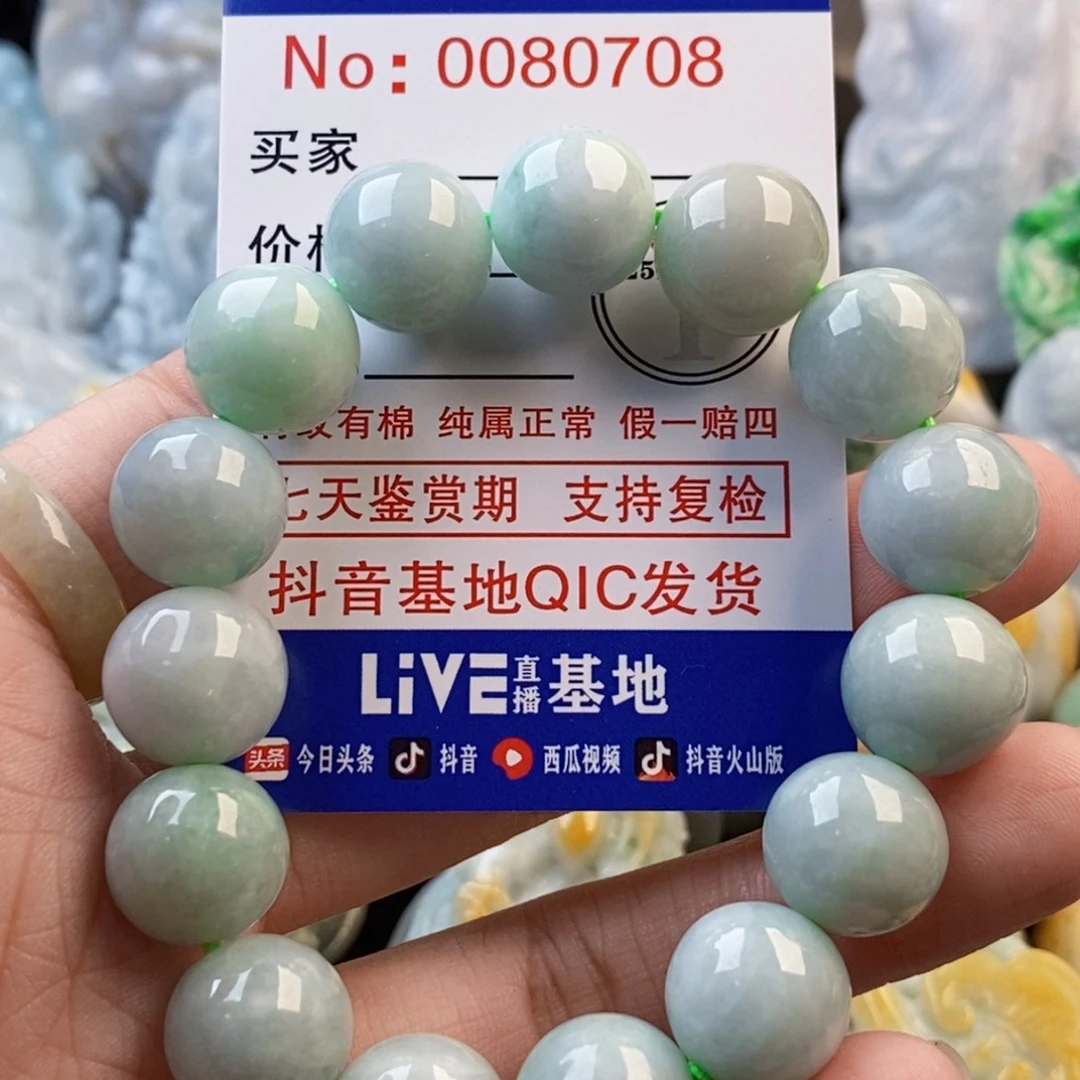 No: 0080708
买家
价
有棉 纯属正常 假一赔四
七天鉴赏期 支持复检
抖音基地QIC发货
LiVE直播基地
头条 今日头条 抖音 西瓜视频 抖音火山版